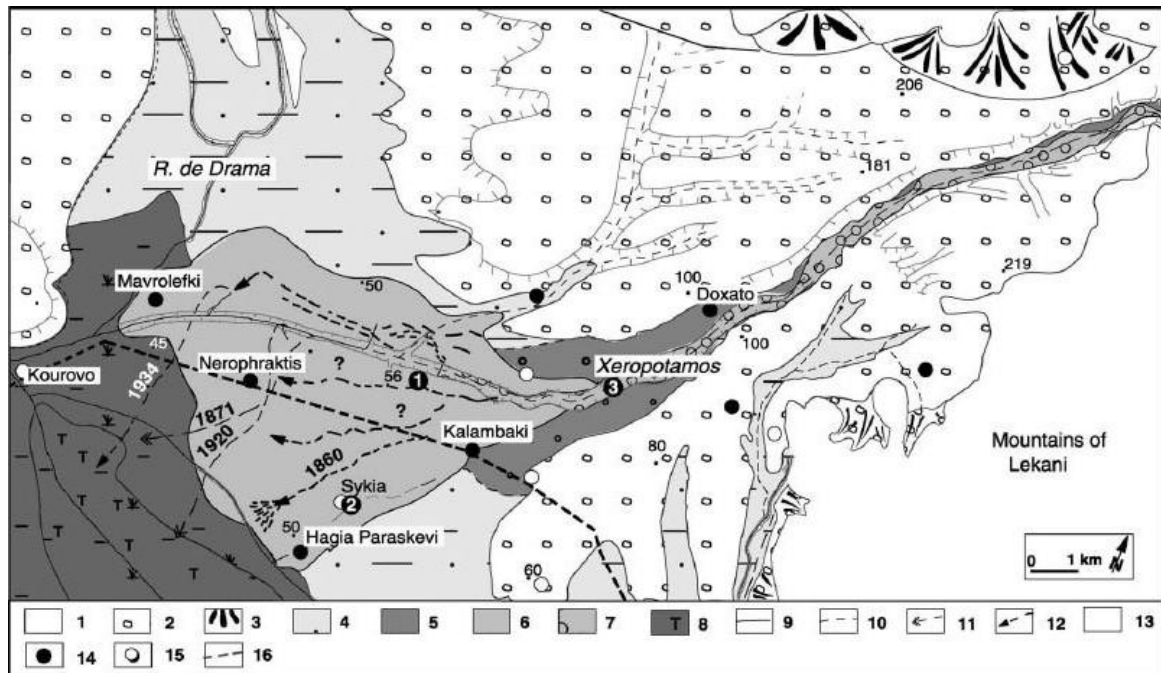 206
R. de Drama
181
219
50
100
Doxato
Mavrolefki
45
100
Xeropotamos
Kourovo
1934
Nerophraktis
?
56
1
3
1871
1920
?
Kalambaki
T
80
Mountains of
Lekani
1860
Sykia
2
T
T
T
T
50
Hagia Paraskevi
T
60
0 1 km N
1 2 3 4 5 6 7 T 8 9 10 11 12 13
14 15 16